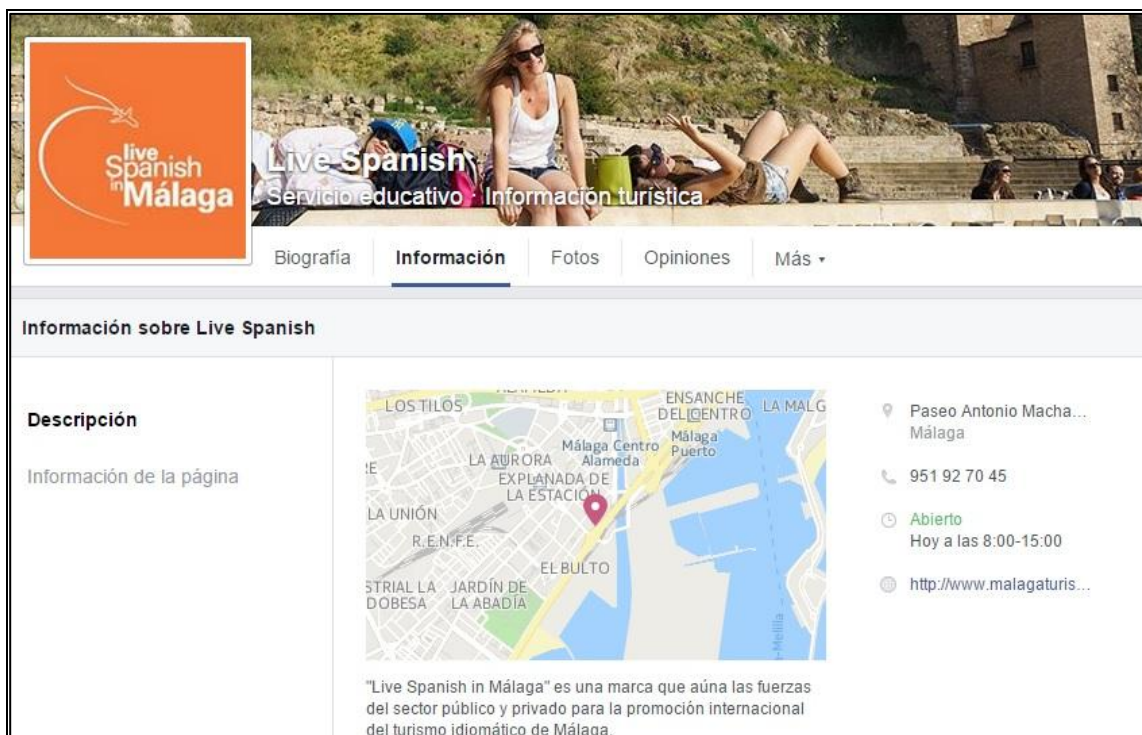 live
Spanish
in Málaga
Live Spanish
Servicio educativo · Información turística
Biografía Información Fotos Opiniones Más
Información sobre Live Spanish
Descripción
Información de la página
LOS TILOS
ENSANCHE
DEL CENTRO
LA MALG
Málaga Centro
Alameda
Málaga
Puerto
LA AURORA
EXPLANADA DE
LA ESTACIÓN
LA UNIÓN
R.E.N.F.E.
EL BULTO
STRIAL LA
DOBESA
JARDÍN DE
LA ABADÍA
-Melilla
Paseo Antonio Macha...
Málaga
951 92 70 45
Abierto
Hoy a las 8:00-15:00
http://www.malagaturis...
"Live Spanish in Málaga" es una marca que aúna las fuerzas
del sector público y privado para la promoción internacional
del turismo idiomático de Málaga.